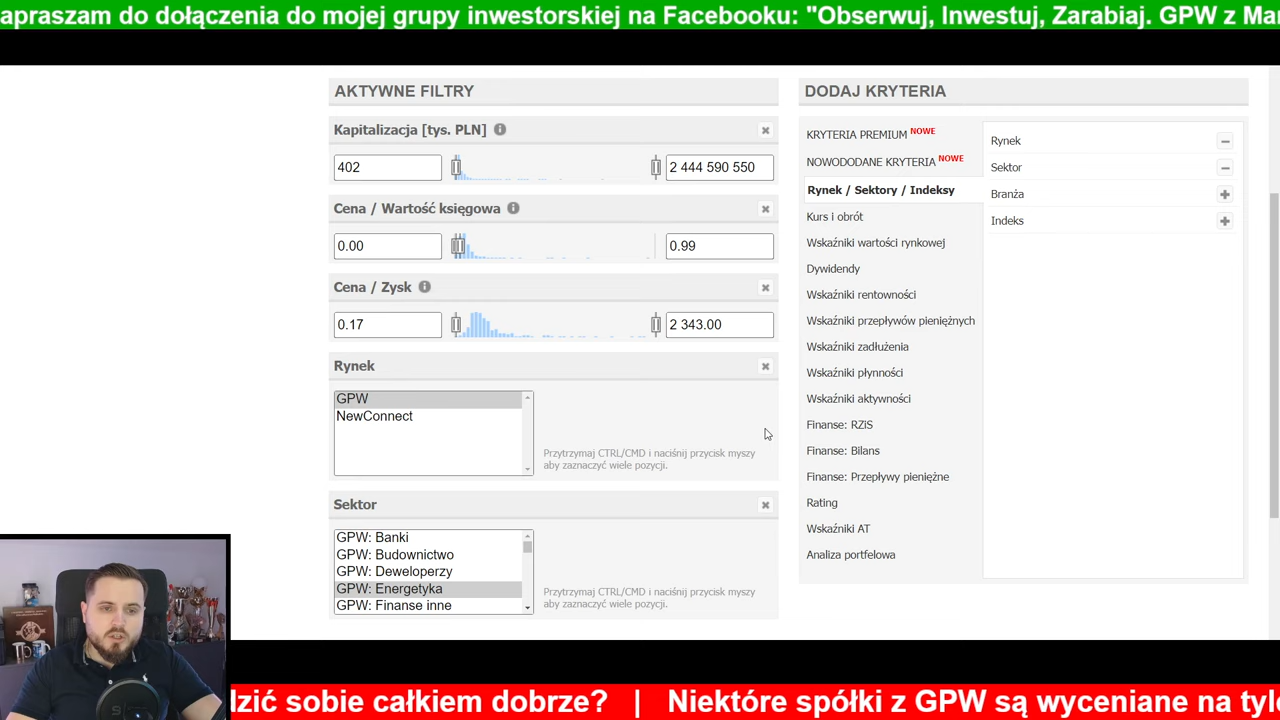 apraszam do dołączenia do mojej grupy inwestorskiej na Facebooku: "Obserwuj, Inwestuj, Zarabiaj. GPW z Mar
AKTYWNE FILTRY
Kapitalizacja [tys. PLN]
402
2 444 590 550
Cena / Wartość księgowa
0.00
0.99
Cena / Zysk
0.17
2 343.00
Rynek
GPW
NewConnect
Przytrzymaj CTRL/CMD i naciśnij przycisk myszy
aby zaznaczyć wiele pozycji.
Sektor
GPW: Banki
GPW: Budownictwo
GPW: Deweloperzy
GPW: Energetyka
GPW: Finanse inne
Przytrzymaj CTRL/CMD i naciśnij przycisk myszy
aby zaznaczyć wiele pozycji.
DODAJ KRYTERIA
KRYTERIA PREMIUM NOWE
NOWODODANE KRYTERIA NOWE
Rynek / Sektory / Indeksy
Kurs i obrót
Wskaźniki wartości rynkowej
Dywidendy
Wskaźniki rentowności
Wskaźniki przepływów pieniężnych
Wskaźniki zadłużenia
Wskaźniki płynności
Wskaźniki aktywności
Finanse: RZiS
Finanse: Bilans
Finanse: Przepływy pieniężne
Rating
Wskaźniki AT
Analiza portfelowa
Rynek
Sektor
Branża
Indeks
dzić sobie całkiem dobrze? | Niektóre spółki z GPW są wyceniane na tylk